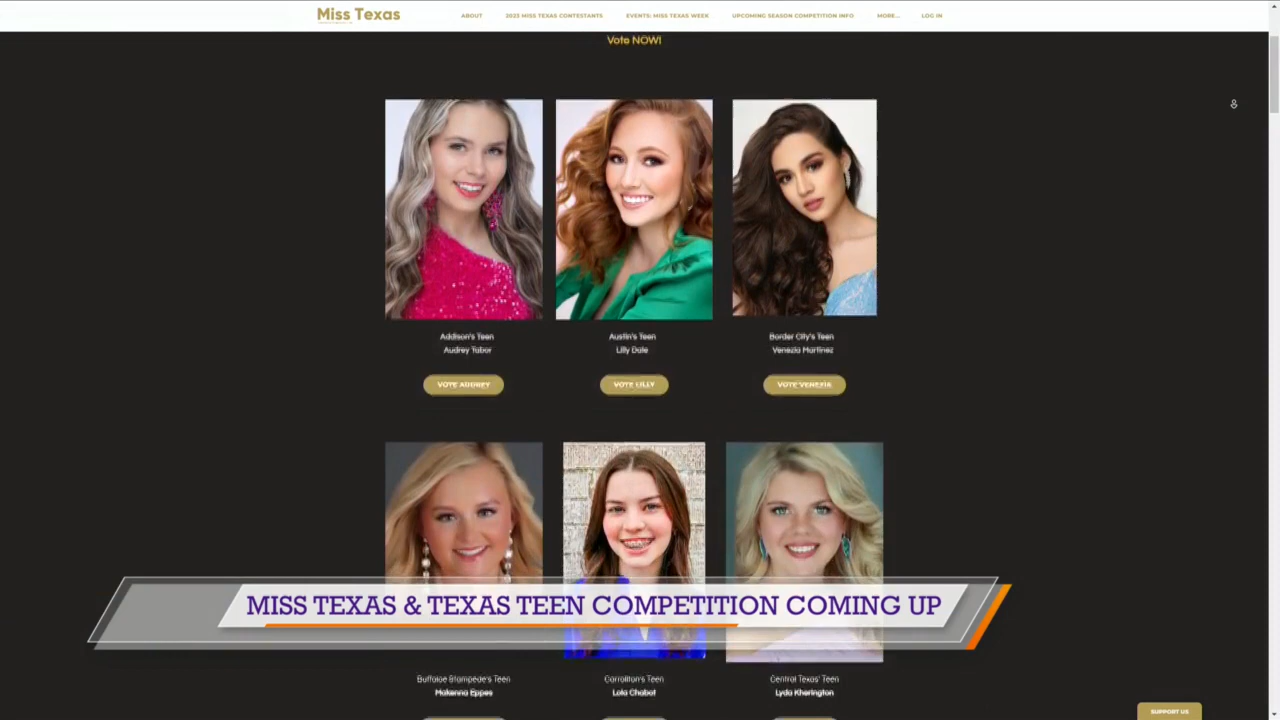 Miss Texas
ABOUT
2023 MISS TEXAS CONTESTANTS
EVENTS: MISS TEXAS WEEK
UPCOMING SEASON COMPETITION INFO
MORE...
LOG IN
Vote NOW!
Addison's Teen
Audrey Tabor
VOTE AUDREY
Austin's Teen
Lilly Dale
VOTE LILLY
Border City's Teen
Venezia Martinez
VOTE VENEZIA
MISS TEXAS & TEXAS TEEN COMPETITION COMING UP
Buffaloe Stampede's Teen
Makenna Eppes
Carrollton's Teen
Lola Chabot
Central Texas' Teen
Lyda Kherington
SUPPORT US